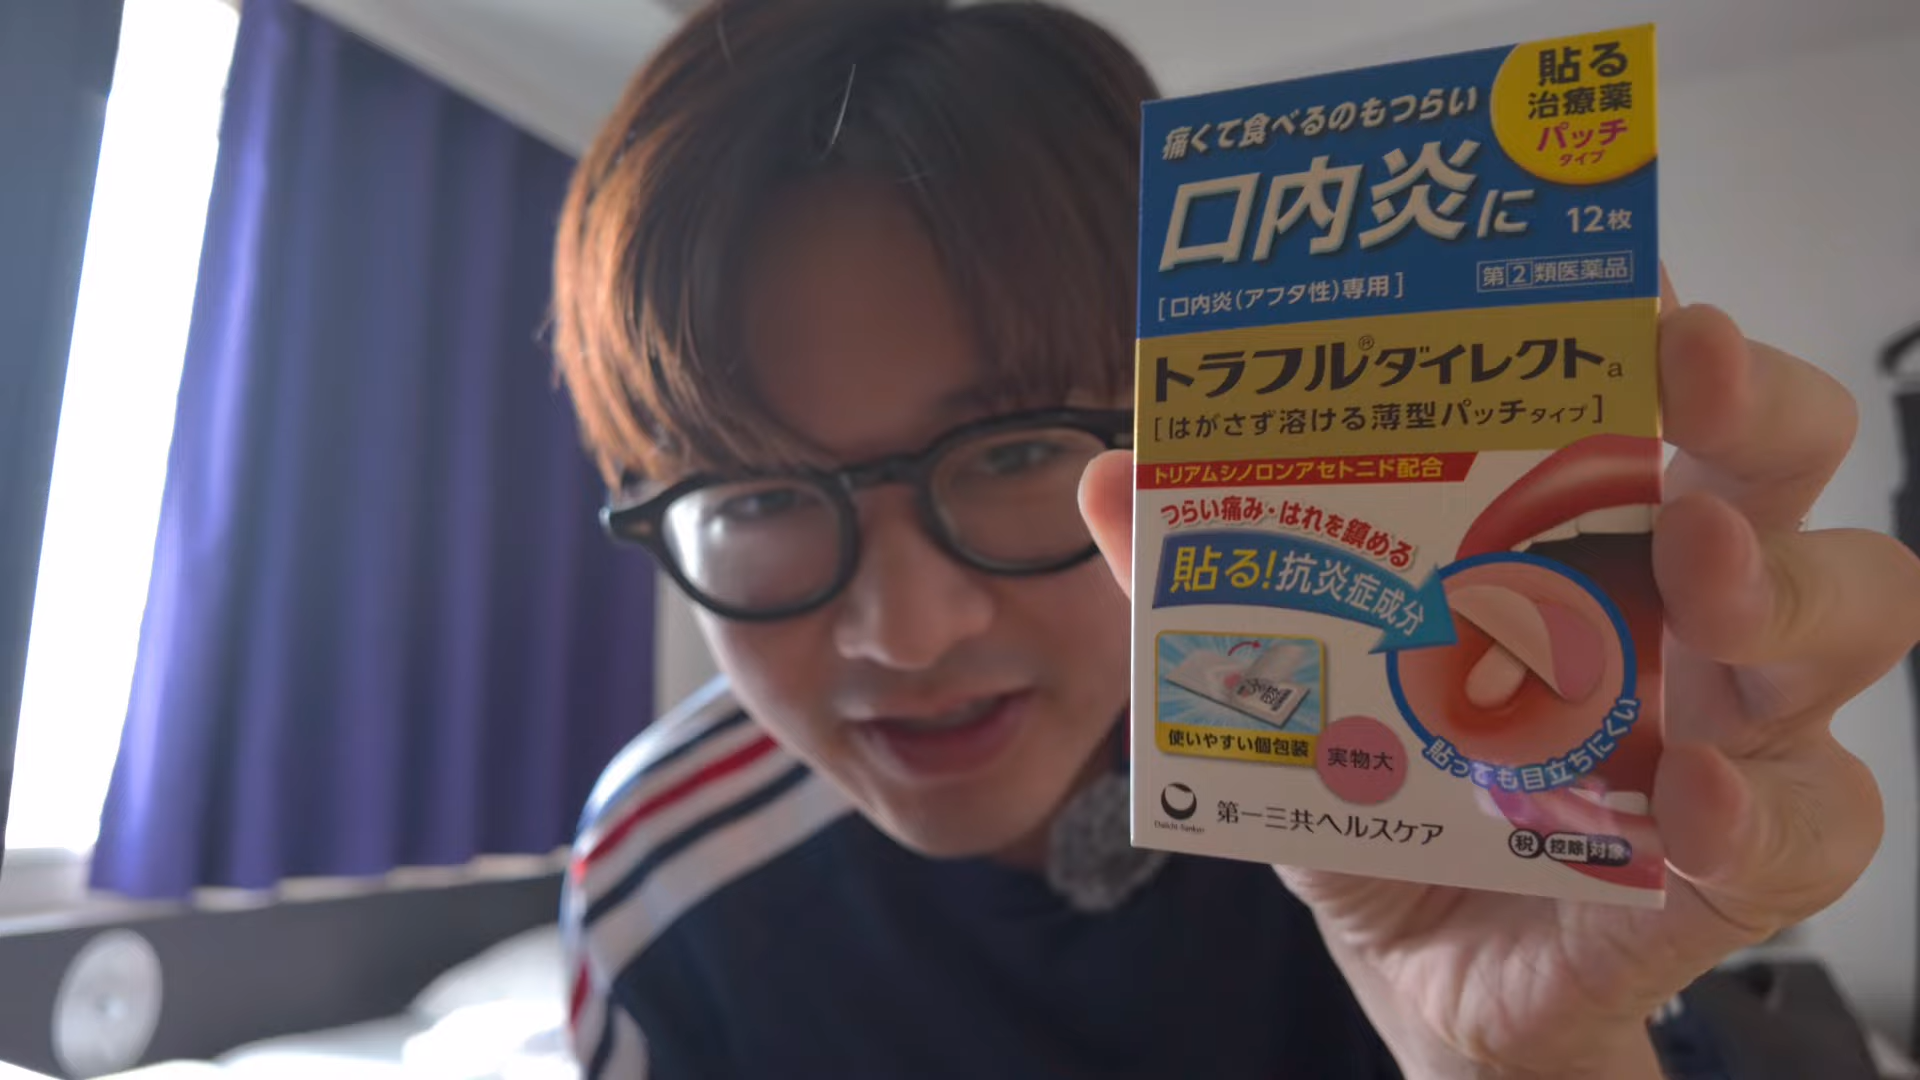 貼る
治療薬
パッチ
タイプ
痛くて食べるのもつらい
口内炎に
12枚
[口内炎(アフタ性)専用]
第2類医薬品
トラフル®ダイレクトa
[はがさず溶ける薄型パッチタイプ]
トリアムシノロンアセトニド配合
つらい痛み・はれを鎮める
貼る!抗炎症成分
使いやすい個包装
実物大
貼っても目立ちにくい
Daiichi-Sankyo
第一三共ヘルスケア
税 控除 対象